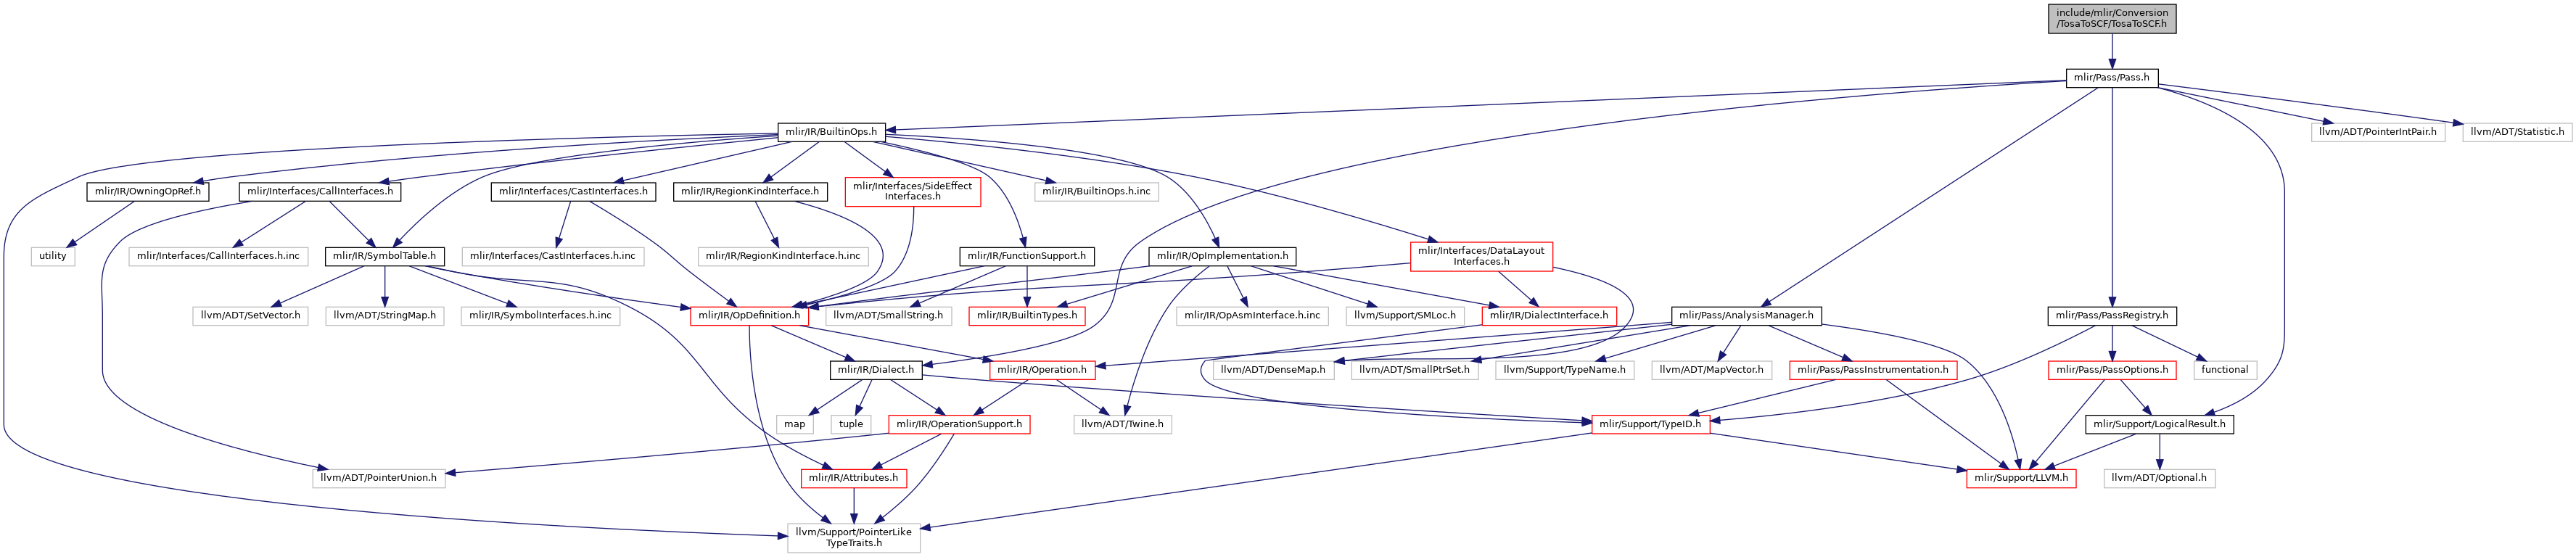 include/mlir/Conversion
/TosaToSCF/TosaToSCF.h
mlir/Pass/Pass.h
mlir/IR/BuiltinOps.h
llvm/ADT/PointerIntPair.h
llvm/ADT/Statistic.h
mlir/IR/OwningOpRef.h
mlir/Interfaces/CallInterfaces.h
mlir/Interfaces/CastInterfaces.h
mlir/IR/RegionKindInterface.h
mlir/Interfaces/SideEffect
Interfaces.h
mlir/IR/BuiltinOps.h.inc
utility
mlir/Interfaces/CallInterfaces.h.inc
mlir/IR/SymbolTable.h
mlir/Interfaces/CastInterfaces.h.inc
mlir/IR/RegionKindInterface.h.inc
mlir/IR/FunctionSupport.h
mlir/IR/OpImplementation.h
mlir/Interfaces/DataLayout
Interfaces.h
llvm/ADT/SetVector.h
llvm/ADT/StringMap.h
mlir/IR/SymbolInterfaces.h.inc
mlir/IR/OpDefinition.h
llvm/ADT/SmallString.h
mlir/IR/BuiltinTypes.h
mlir/IR/OpAsmInterface.h.inc
llvm/Support/SMLoc.h
mlir/IR/DialectInterface.h
mlir/Pass/AnalysisManager.h
mlir/Pass/PassRegistry.h
mlir/IR/Dialect.h
mlir/IR/Operation.h
llvm/ADT/DenseMap.h
llvm/ADT/SmallPtrSet.h
llvm/Support/TypeName.h
llvm/ADT/MapVector.h
mlir/Pass/PassInstrumentation.h
mlir/Pass/PassOptions.h
functional
map
tuple
mlir/IR/OperationSupport.h
llvm/ADT/Twine.h
mlir/Support/TypeID.h
mlir/Support/LogicalResult.h
llvm/ADT/PointerUnion.h
mlir/IR/Attributes.h
mlir/Support/LLVM.h
llvm/ADT/Optional.h
llvm/Support/PointerLike
TypeTraits.h